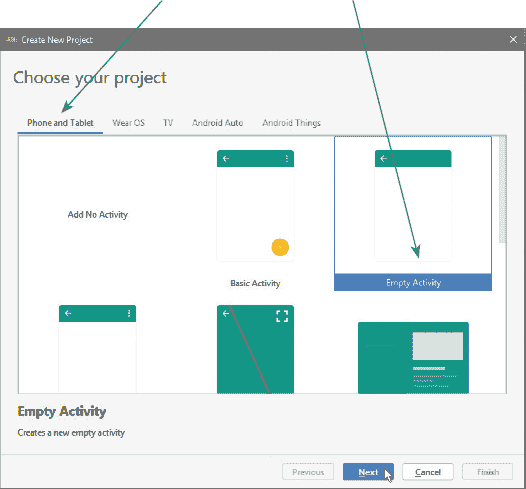 Create New Project
Choose your project
Phone and Tablet Wear OS TV Android Auto Android Things
Add No Activity
Basic Activity
Empty Activity
Empty Activity
Creates a new empty activity
Previous Next Cancel Finish